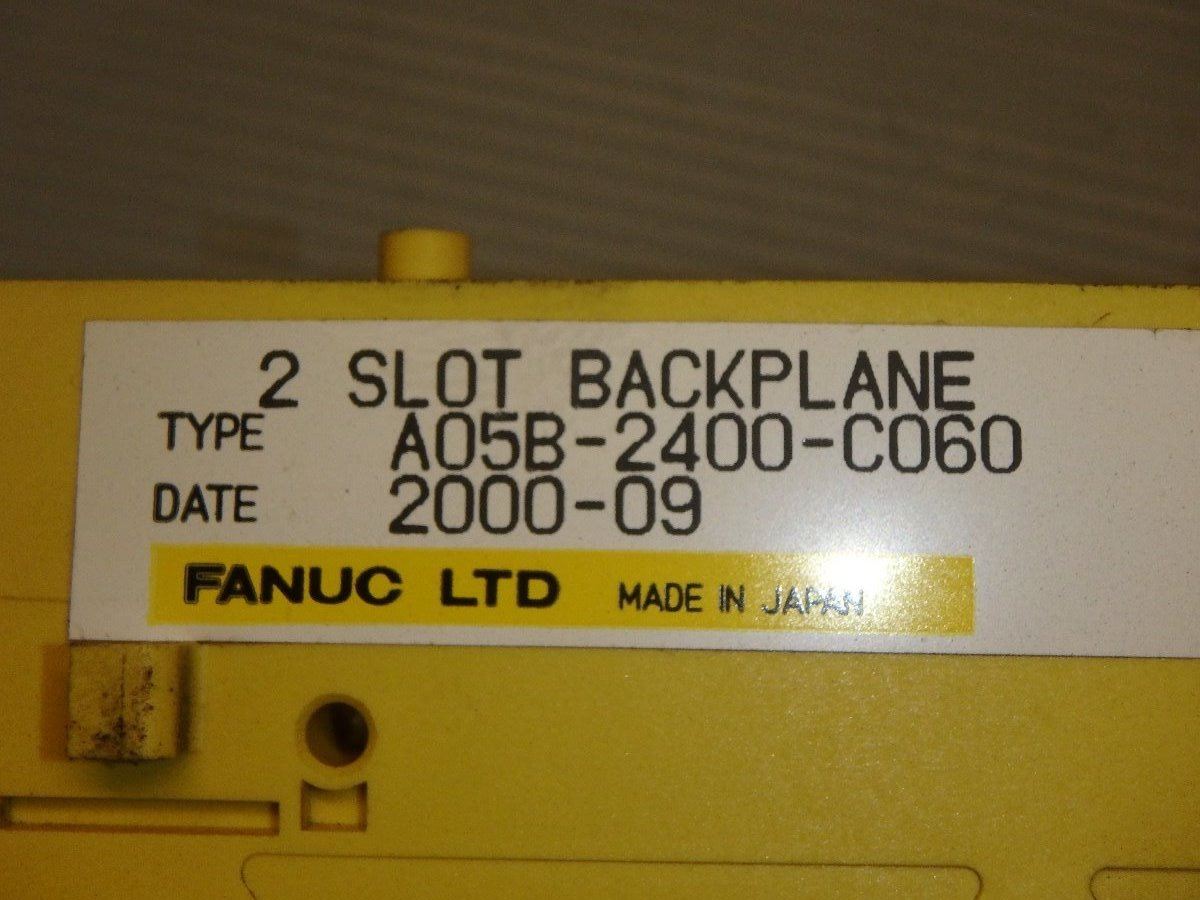 2 SLOT BACKPLANE
TYPE A05B-2400-C060
DATE 2000-09
FANUC LTD MADE IN JAPAN